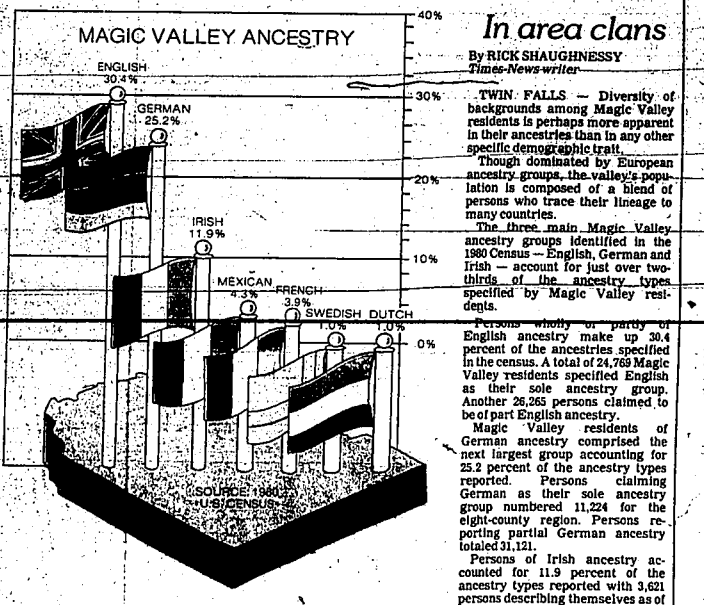 MAGIC VALLEY ANCESTRY
40%
30%
20%
10%
0%
ENGLISH
30.4%
GERMAN
25.2%
IRISH
11.9%
MEXICAN
4.3%
FRENCH
3.9%
SWEDISH
1.0%
DUTCH
1.0%
SOURCE: 1980
U.S. CENSUS
In area clans
By RICK SHAUGHNESSY
Times-News writer
TWIN FALLS — Diversity of
backgrounds among Magic Valley
residents is perhaps more apparent
in their ancestries than in any other
specific demographic trait.
Though dominated by European
ancestry groups, the valley's popu-
lation is composed of a blend of
persons who trace their lineage to
many countries.
The three main Magic Valley
ancestry groups identified in the
1980 Census — English, German and
Irish — account for just over two-
thirds of the ancestry types
specified by Magic Valley resi-
dents.
Persons wholly or partly of
English ancestry make up 30.4
percent of the ancestries specified
in the census. A total of 24,769 Magic
Valley residents specified English
as their sole ancestry group.
Another 26,265 persons claimed to
be of part English ancestry.
Magic Valley residents of
German ancestry comprised the
next largest group accounting for
25.2 percent of the ancestry types
reported. Persons claiming
German as their sole ancestry
group numbered 11,224 for the
eight-county region. Persons re-
porting partial German ancestry
totaled 31,121.
Persons of Irish ancestry ac-
counted for 11.9 percent of the
ancestry types reported with 3,621
persons describing themselves as of